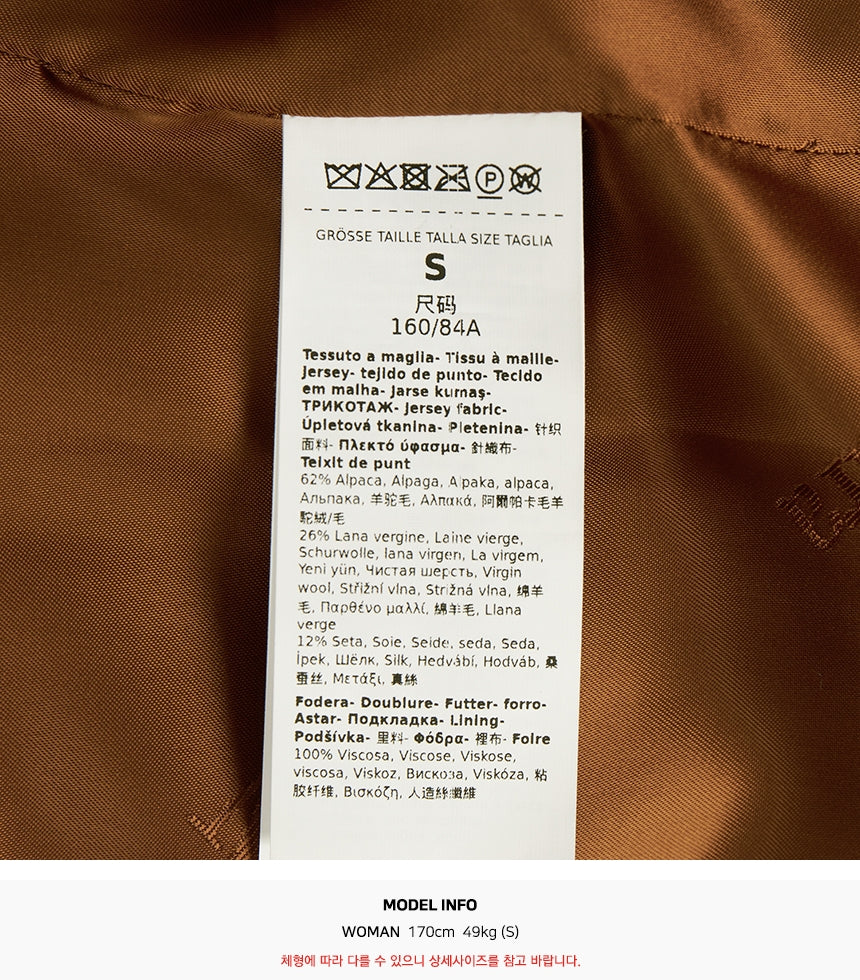 GRÖSSE TAILLE TALLA SIZE TAGLIA
S
尺码
160/84A
Tessuto a maglia- Tissu à maille-
Jersey- tejido de punto- Tecido
em malha- Jarse kumaş-
ТРИКОТАЖ- Jersey fabric-
Úpletová tkanina- Pletenina- 针织
面料- Πλεκτό ύφασμα- 針織布-
Teixit de punt
62% Alpaca, Alpaga, Alpaka, alpaca,
Альпака, 羊驼毛, Αλπακά, 阿爾帕卡毛羊
駝絨/毛
26% Lana vergine, Laine vierge,
Schurwolle, lana virgen, La virgem,
Yeni yün, Чистая шерсть, Virgin
wool, Střižní vlna, Strižná vlna, 绵羊
毛, Παρθένο μαλλί, 綿羊毛, Llana
verge
12% Seta, Soie, Seide, seda, Seda,
İpek, Шёлк, Silk, Hedvábí, Hodváb, 桑
蚕丝, Μετάξι, 真絲
Fodera- Doublure- Futter- forro-
Astar- Подкладка- Lining-
Podšívka- 里料- Φόδρα- 裡布- Folre
100% Viscosa, Viscose, Viskose,
viscosa, Viskoz, Вискоза, Viskóza, 粘
胶纤维, Βισκόζη, 人造絲纖維
MODEL INFO
WOMAN 170cm 49kg (S)
체형에 따라 다를 수 있으니 상세사이즈를 참고 바랍니다.